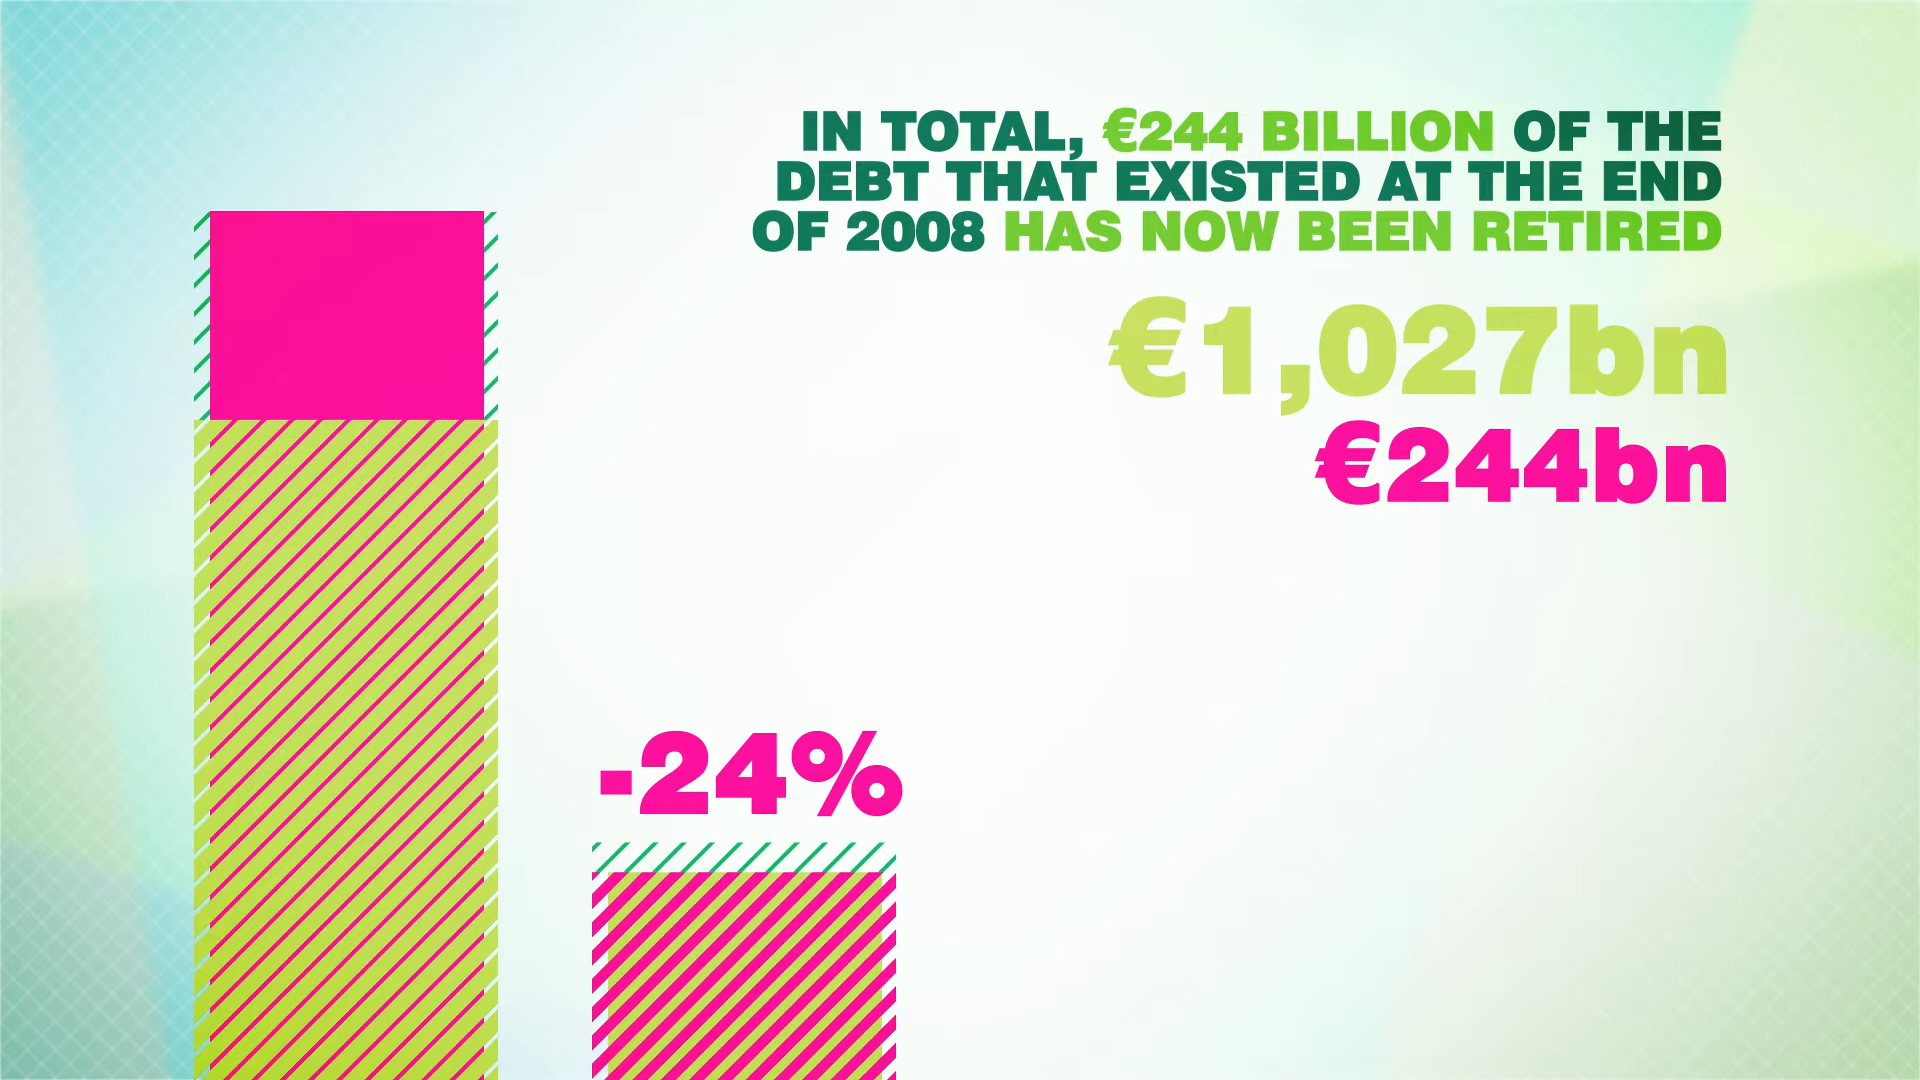 IN TOTAL, €244 BILLION OF THE
DEBT THAT EXISTED AT THE END
OF 2008 HAS NOW BEEN RETIRED
€1,027bn
€244bn
-24%